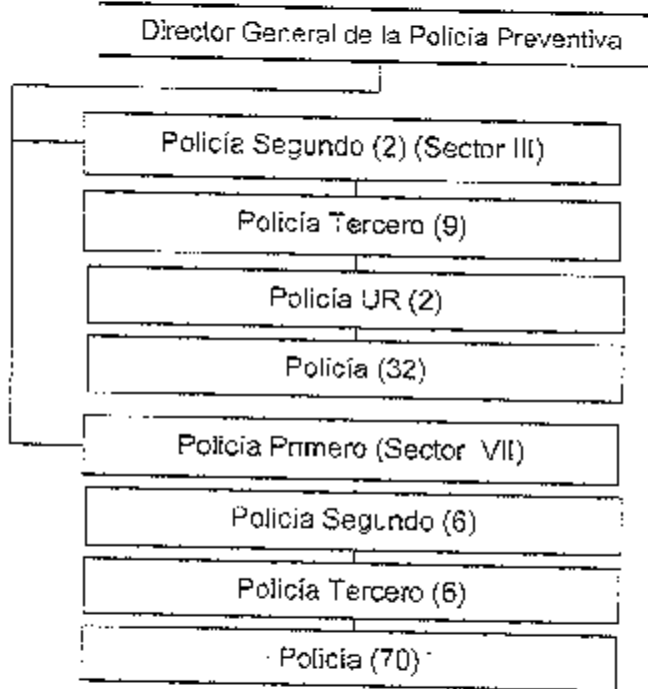 Director General de la Policía Preventiva
Policía Segundo (2) (Sector III)
Policía Tercero (9)
Policía UR (2)
Policía (32)
Policía Primero (Sector VII)
Policía Segundo (6)
Policía Tercero (6)
Policía (70)